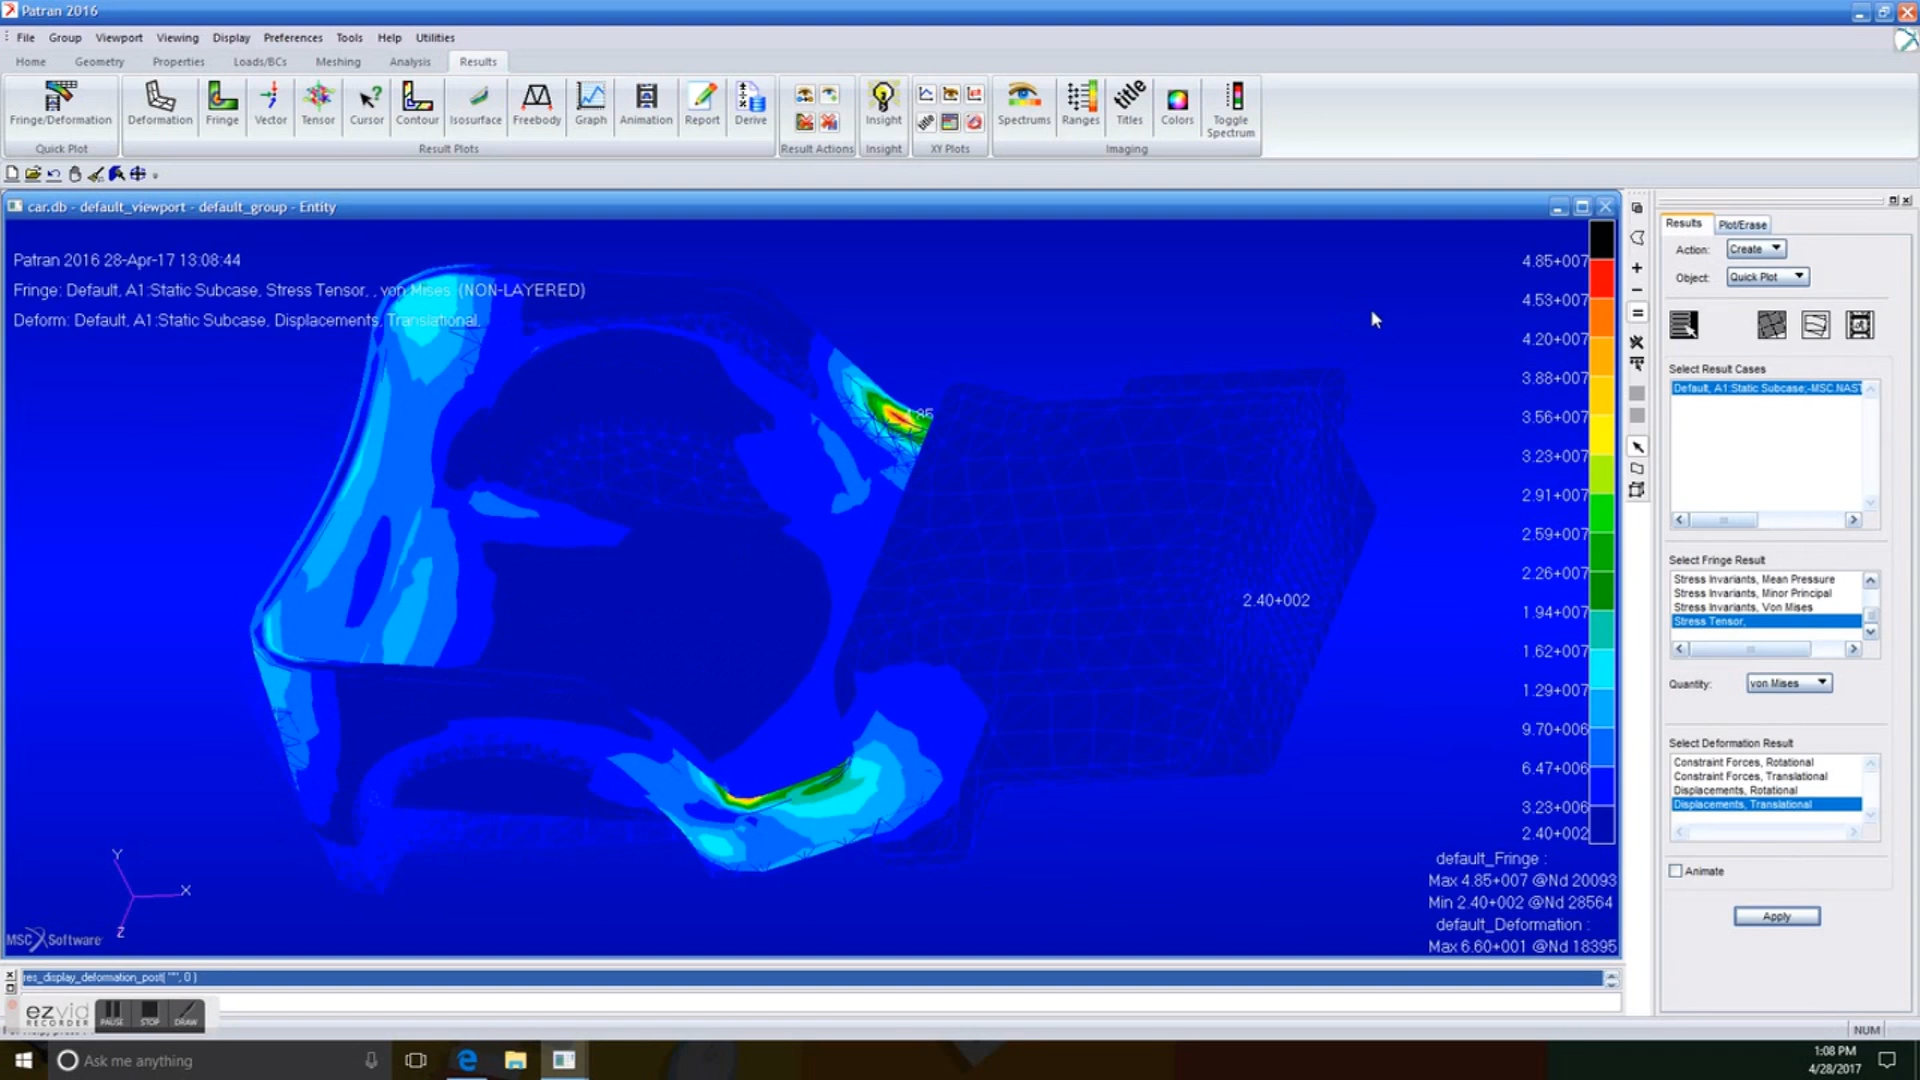 Patran 2016
File Group Viewport Viewing Display Preferences Tools Help Utilities
Home Geometry Properties Loads/BCs Meshing Analysis Results
Fringe/Deformation Deformation Fringe Vector Tensor Cursor Contour Isosurface Freebody Graph Animation Report Derive Insight Spectrums Ranges Titles Colors Toggle Spectrum
Quick Plot Result Plots Result Actions Insight XY Plots Imaging
car.db - default_viewport - default_group - Entity
Patran 2016 28-Apr-17 13:08:44
Fringe: Default, A1:Static Subcase, Stress Tensor, , von Mises (NON-LAYERED)
Deform: Default, A1:Static Subcase, Displacements, Translational,
4.85+007
4.53+007
4.20+007
3.88+007
3.56+007
3.23+007
2.91+007
2.59+007
2.26+007
1.94+007
1.62+007
1.29+007
9.70+006
6.47+006
3.23+006
2.40+002
2.40+002
default_Fringe :
Max 4.85+007 @Nd 20093
Min 2.40+002 @Nd 28564
default_Deformation :
Max 6.60+001 @Nd 18395
Y
X
Z
MSC Software
Results Plot/Erase
Action: Create
Object: Quick Plot
Select Result Cases
Default, A1:Static Subcase;-MSC.NAST
Select Fringe Result
Stress Invariants, Mean Pressure
Stress Invariants, Minor Principal
Stress Invariants, Von Mises
Stress Tensor,
Quantity: von Mises
Select Deformation Result
Constraint Forces, Rotational
Constraint Forces, Translational
Displacements, Rotational
Displacements, Translational
Animate
Apply
res_display_deformation_post( "", 0 )
ezvid
RECORDER
PAUSE STOP DRAW
NUM
Ask me anything
1:08 PM
4/28/2017